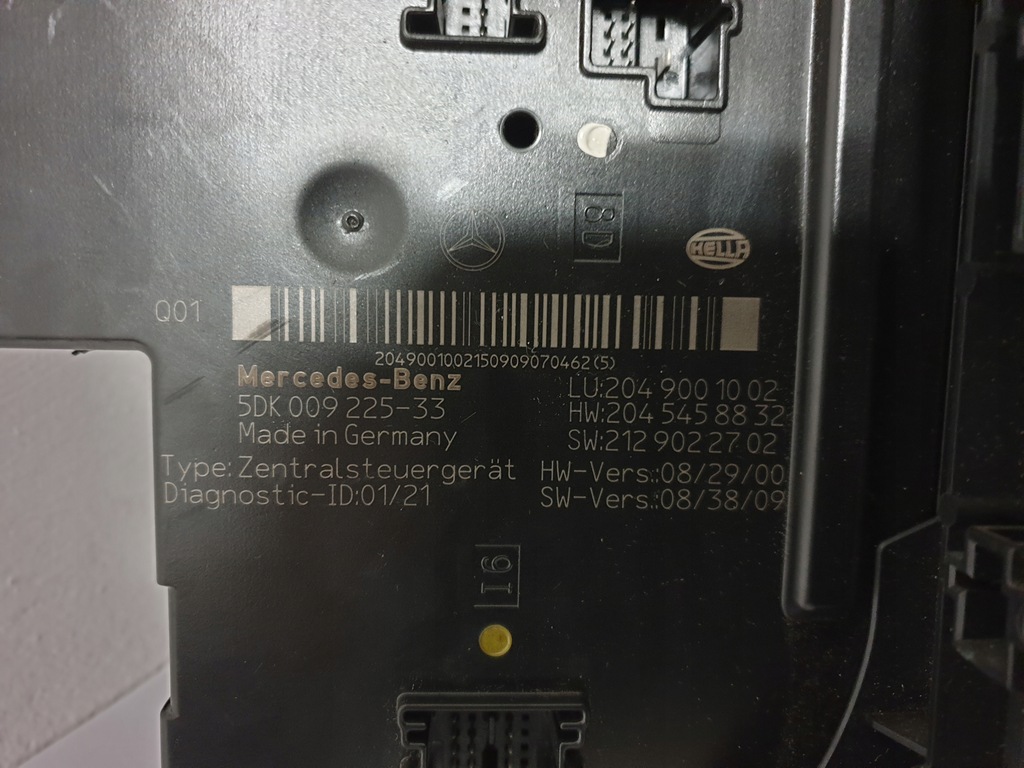 8D
HELLA
Q01
204900100215090907​0462(5)
Mercedes-Benz
LU:204 900 10 02
5DK 009 225-33
HW:204 545 88 32
Made in Germany
SW:212 902 27 02
Type: Zentralsteuergerät
HW-Vers.:08/29/00
Diagnostic-ID:01/21
SW-Vers.:08/38/09
I6